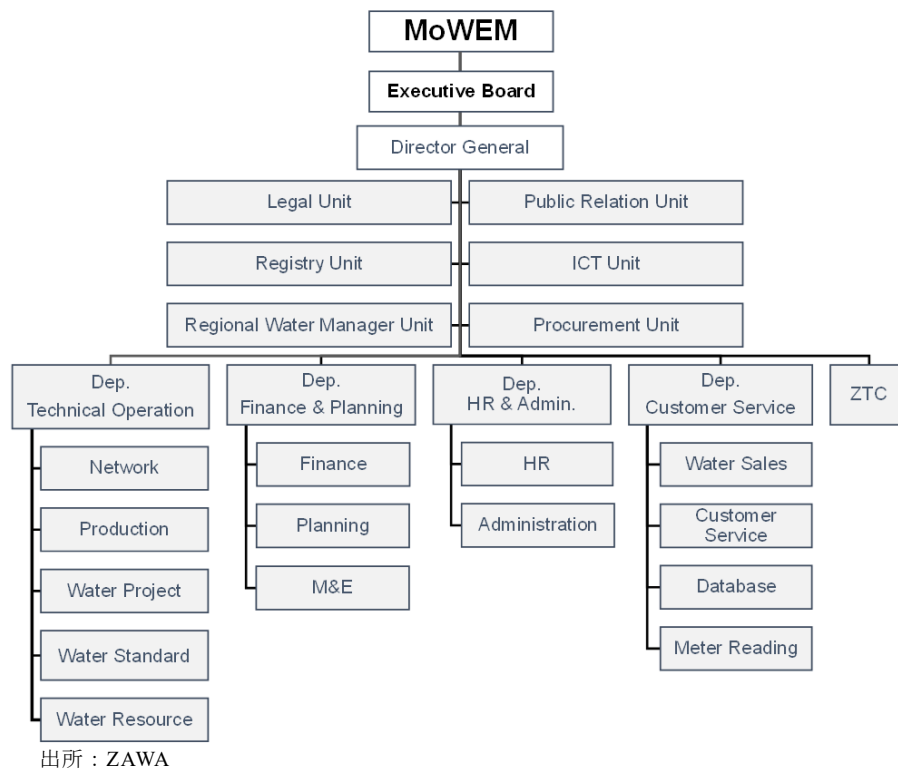 MoWEM
Executive Board
Director General
Legal Unit
Public Relation Unit
Registry Unit
ICT Unit
Regional Water Manager Unit
Procurement Unit
Dep.
Technical Operation
Network
Production
Water Project
Water Standard
Water Resource
Dep.
Finance & Planning
Finance
Planning
M&E
Dep.
HR & Admin.
HR
Administration
Dep.
Customer Service
Water Sales
Customer
Service
Database
Meter Reading
ZTC
出所：ZAWA